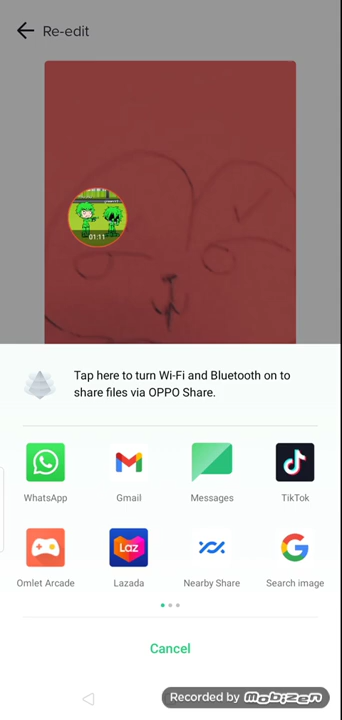 Re-edit
01:11
Tap here to turn Wi-Fi and Bluetooth on to
share files via OPPO Share.
WhatsApp
Gmail
Messages
TikTok
Laz
Omlet Arcade
Lazada
Nearby Share
Search image
Cancel
Recorded by mobizen